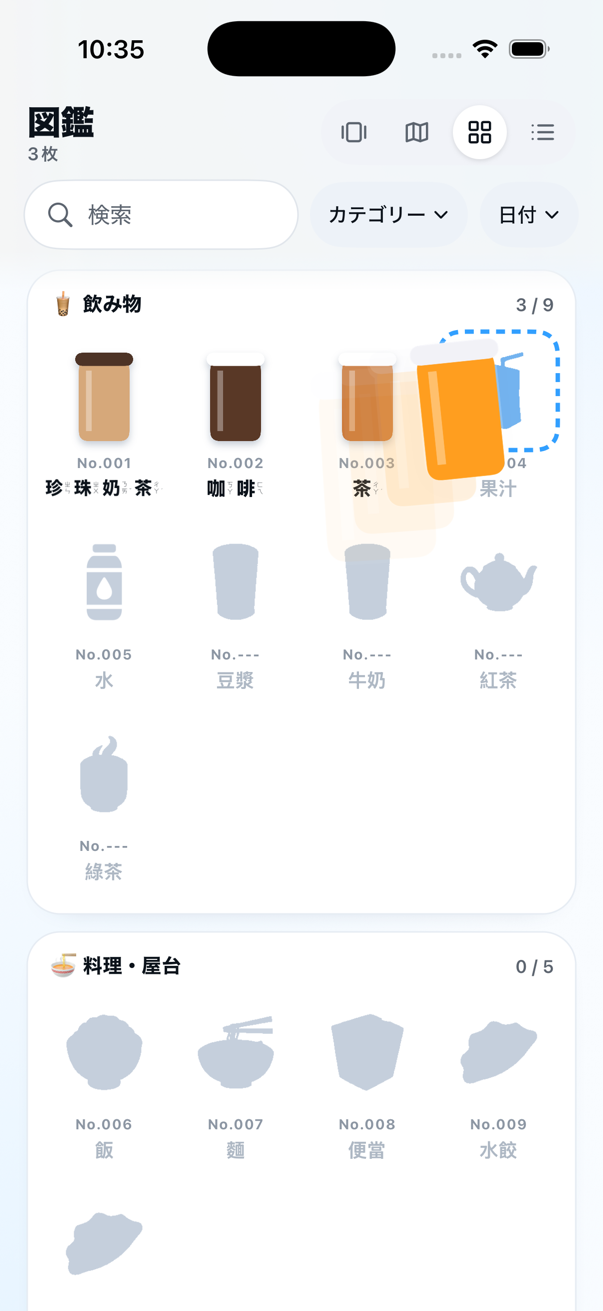 10:35
図鑑
3枚
検索
カテゴリー
日付
飲み物
3 / 9
No.001
No.002
No.003
04
珍珠奶茶
咖啡
茶
果汁
No.005
No.---
No.---
No.---
水
豆漿
牛奶
紅茶
No.---
綠茶
料理・屋台
0 / 5
No.006
No.007
No.008
No.009
飯
麵
便當
水餃